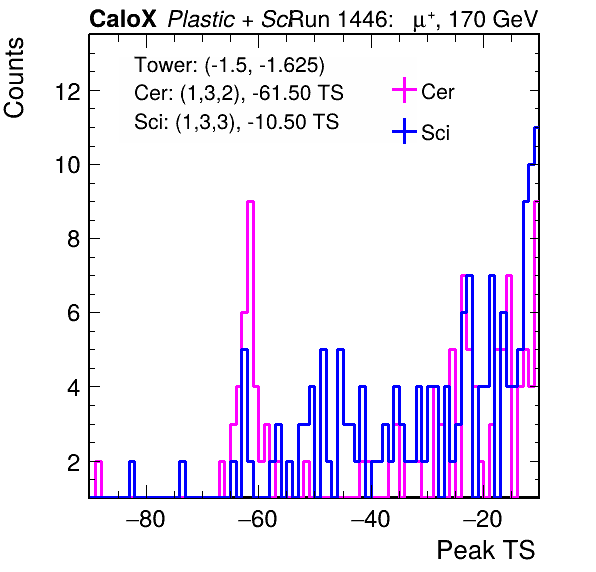 CaloX Plastic + Sci Run 1446: μ⁺, 170 GeV
Tower: (-1.5, -1.625)
Cer: (1,3,2), -61.50 TS
Sci: (1,3,3), -10.50 TS
Cer
Sci
Counts
12
10
8
6
4
2
−80 −60 −40 −20
Peak TS